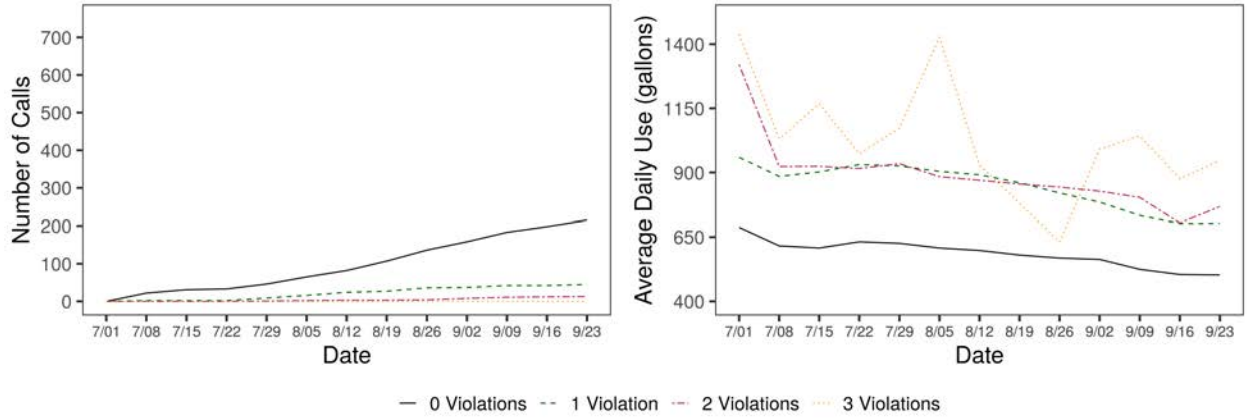 Number of Calls
700
600
500
400
300
200
100
0
7/01 7/08 7/15 7/22 7/29 8/05 8/12 8/19 8/26 9/02 9/09 9/16 9/23
Date
Average Daily Use (gallons)
1400
1150
900
650
400
7/01 7/08 7/15 7/22 7/29 8/05 8/12 8/19 8/26 9/02 9/09 9/16 9/23
Date
0 Violations 1 Violation 2 Violations 3 Violations